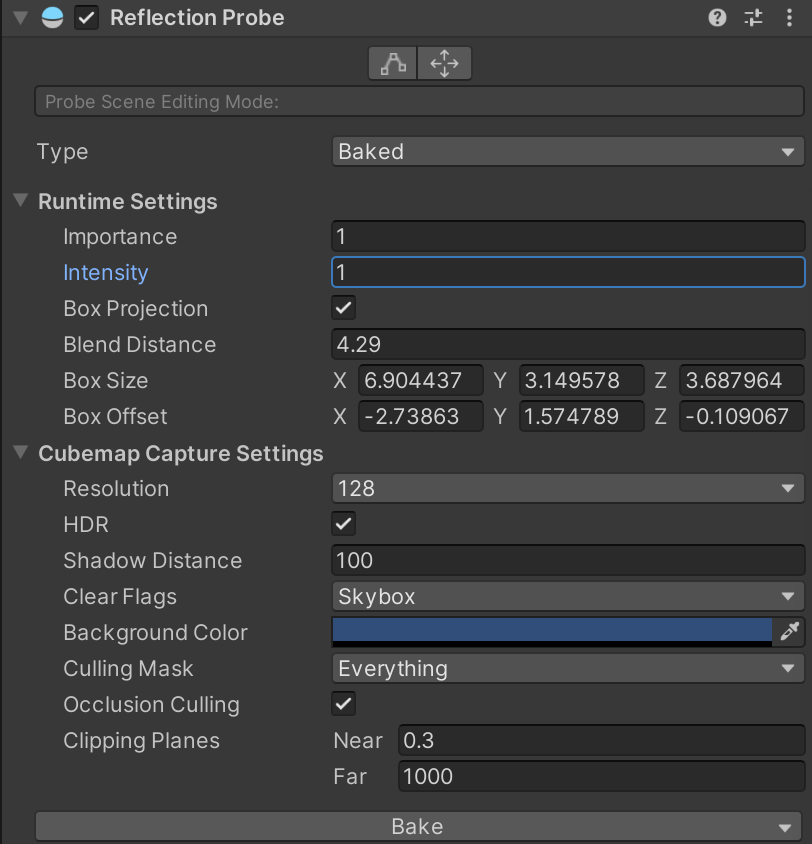 Reflection Probe
Probe Scene Editing Mode:
Type Baked
Runtime Settings
Importance 1
Intensity 1
Box Projection
Blend Distance 4.29
Box Size X 6.904437 Y 3.149578 Z 3.687964
Box Offset X -2.73863 Y 1.574789 Z -0.109067
Cubemap Capture Settings
Resolution 128
HDR
Shadow Distance 100
Clear Flags Skybox
Background Color
Culling Mask Everything
Occlusion Culling
Clipping Planes Near 0.3
Far 1000
Bake